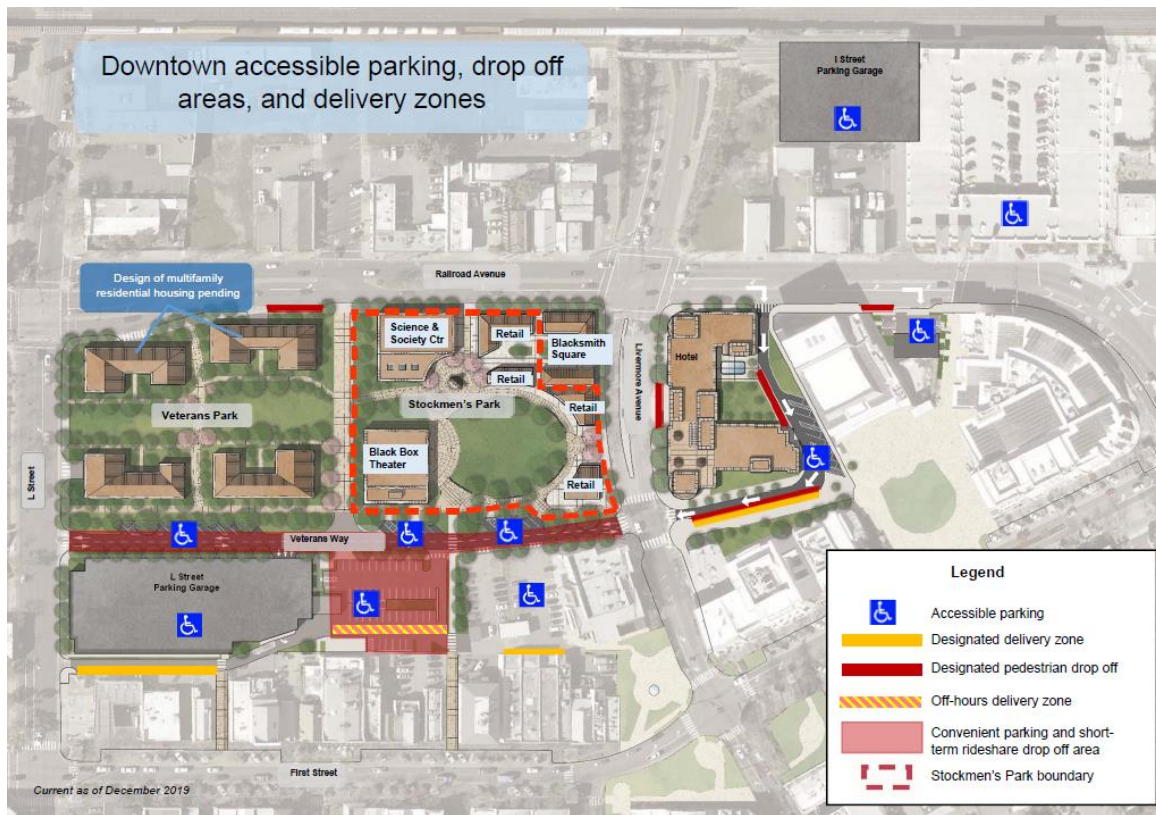 Downtown accessible parking, drop off
areas, and delivery zones
I Street
Parking Garage
Design of multifamily
residential housing pending
Railroad Avenue
Science &
Society Ctr
Retail
Blacksmith
Square
Retail
Livermore Avenue
Hotel
Veterans Park
Stockmen's Park
Retail
Black Box
Theater
Retail
L Street
Veterans Way
L Street
Parking Garage
First Street
Current as of December 2019
Legend
Accessible parking
Designated delivery zone
Designated pedestrian drop off
Off-hours delivery zone
Convenient parking and short-
term rideshare drop off area
Stockmen's Park boundary